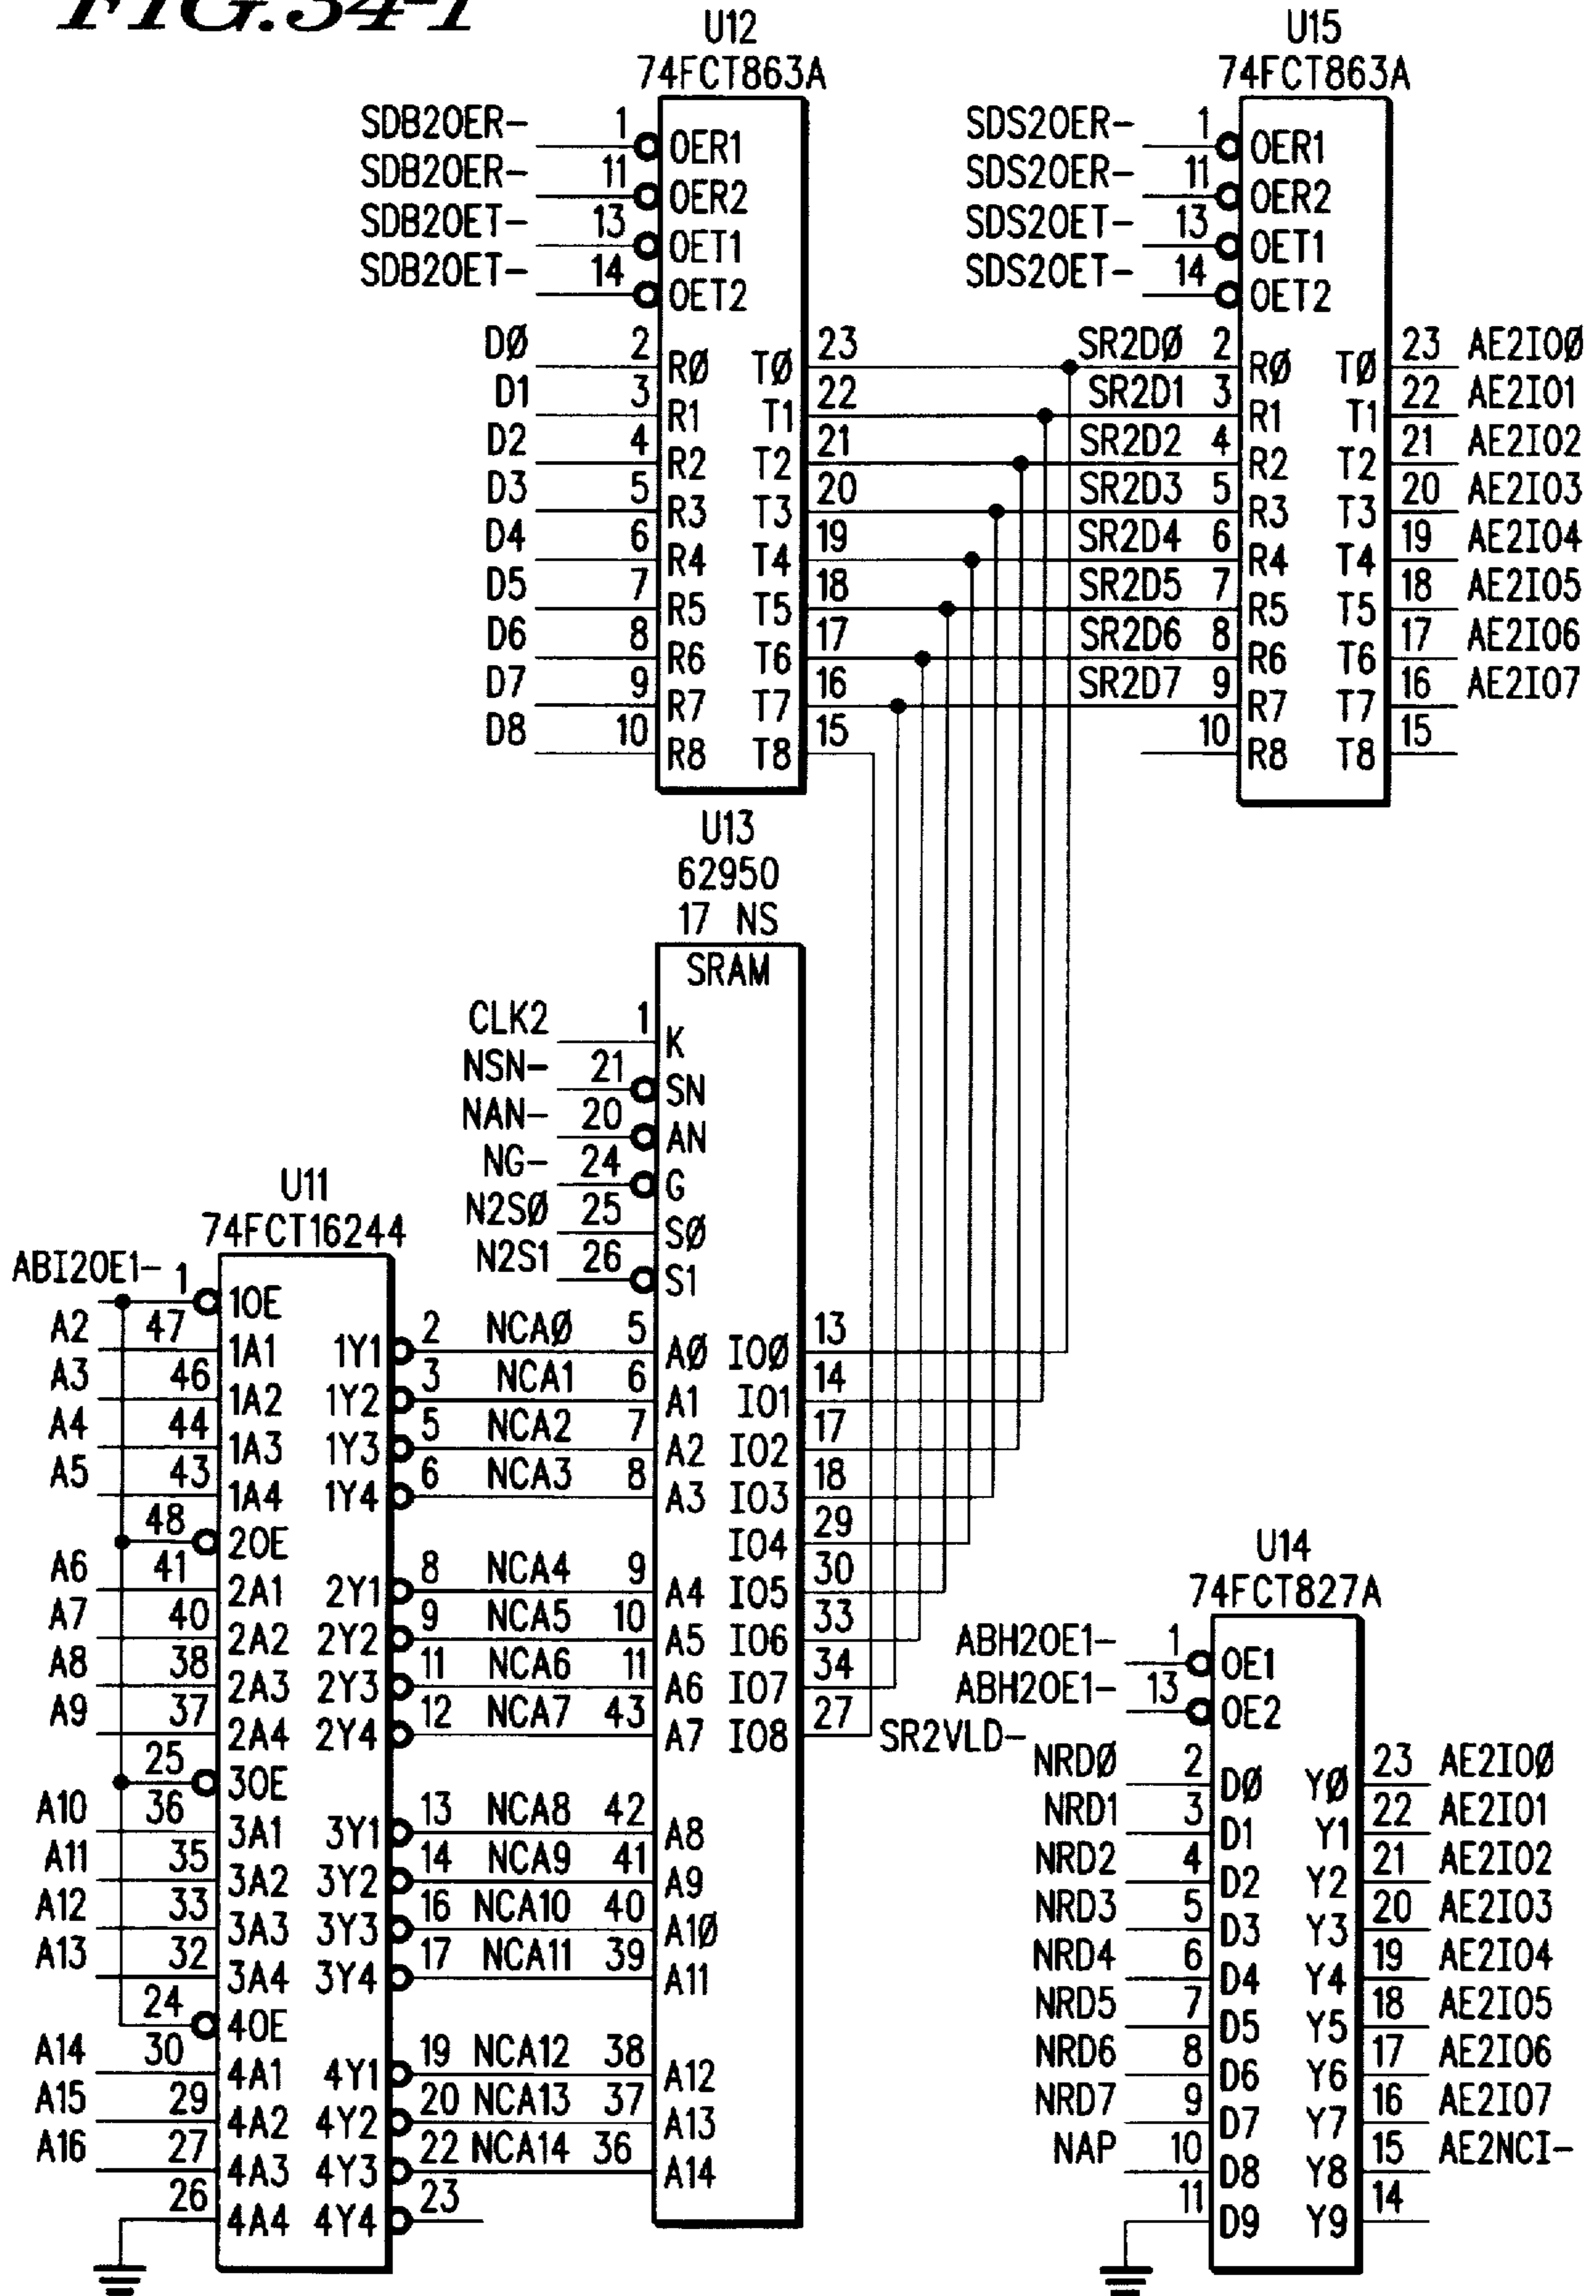 FIG.34-1
U12
74FCT863A
SDB2OER- 1 OER1
SDB2OER- 11 OER2
SDB2OET- 13 OET1
SDB2OET- 14 OET2
DØ 2 RØ TØ 23
D1 3 R1 T1 22
D2 4 R2 T2 21
D3 5 R3 T3 20
D4 6 R4 T4 19
D5 7 R5 T5 18
D6 8 R6 T6 17
D7 9 R7 T7 16
D8 10 R8 T8 15
U15
74FCT863A
SDS2OER- 1 OER1
SDS2OER- 11 OER2
SDS2OET- 13 OET1
SDS2OET- 14 OET2
SR2DØ 2 RØ TØ 23 AE2IOØ
SR2D1 3 R1 T1 22 AE2IO1
SR2D2 4 R2 T2 21 AE2IO2
SR2D3 5 R3 T3 20 AE2IO3
SR2D4 6 R4 T4 19 AE2IO4
SR2D5 7 R5 T5 18 AE2IO5
SR2D6 8 R6 T6 17 AE2IO6
SR2D7 9 R7 T7 16 AE2IO7
10 R8 T8 15
U13
62950
17 NS
SRAM
CLK2 1 K
NSN- 21 SN
NAN- 20 AN
NG- 24 G
N2SØ 25 SØ
N2S1 26 S1
NCAØ 5 AØ IOØ 13
NCA1 6 A1 IO1 14
NCA2 7 A2 IO2 17
NCA3 8 A3 IO3 18
IO4 29
NCA4 9 A4 IO5 30
NCA5 10 A5 IO6 33
NCA6 11 A6 IO7 34
NCA7 43 A7 IO8 27 SR2VLD-
NCA8 42 A8
NCA9 41 A9
NCA10 40 A1Ø
NCA11 39 A11
NCA12 38 A12
NCA13 37 A13
NCA14 36 A14
U11
74FCT16244
ABI2OE1- 1 1OE
A2 47 1A1 1Y1 2
A3 46 1A2 1Y2 3
A4 44 1A3 1Y3 5
A5 43 1A4 1Y4 6
48 2OE
A6 41 2A1 2Y1 8
A7 40 2A2 2Y2 9
A8 38 2A3 2Y3 11
A9 37 2A4 2Y4 12
25 3OE
A10 36 3A1 3Y1 13
A11 35 3A2 3Y2 14
A12 33 3A3 3Y3 16
A13 32 3A4 3Y4 17
24 4OE
A14 30 4A1 4Y1 19
A15 29 4A2 4Y2 20
A16 27 4A3 4Y3 22
26 4A4 4Y4 23
U14
74FCT827A
ABH2OE1- 1 OE1
ABH2OE1- 13 OE2
NRDØ 2 DØ YØ 23 AE2IOØ
NRD1 3 D1 Y1 22 AE2IO1
NRD2 4 D2 Y2 21 AE2IO2
NRD3 5 D3 Y3 20 AE2IO3
NRD4 6 D4 Y4 19 AE2IO4
NRD5 7 D5 Y5 18 AE2IO5
NRD6 8 D6 Y6 17 AE2IO6
NRD7 9 D7 Y7 16 AE2IO7
NAP 10 D8 Y8 15 AE2NCI-
11 D9 Y9 14